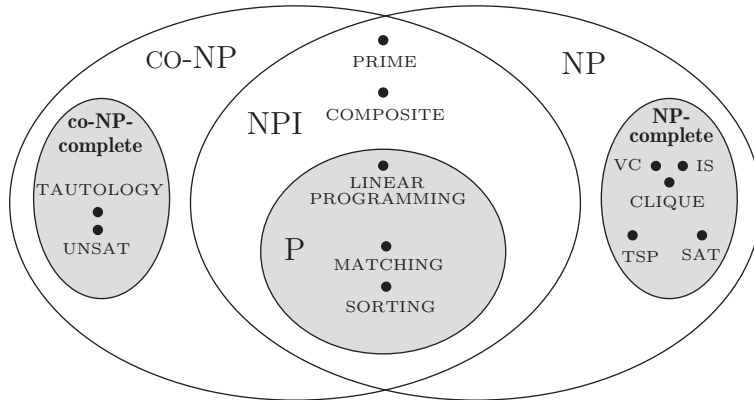 CO-NP
NP
PRIME
COMPOSITE
NPI
co-NP-
complete
TAUTOLOGY
UNSAT
LINEAR
PROGRAMMING
P
MATCHING
SORTING
NP-
complete
VC
IS
CLIQUE
TSP
SAT